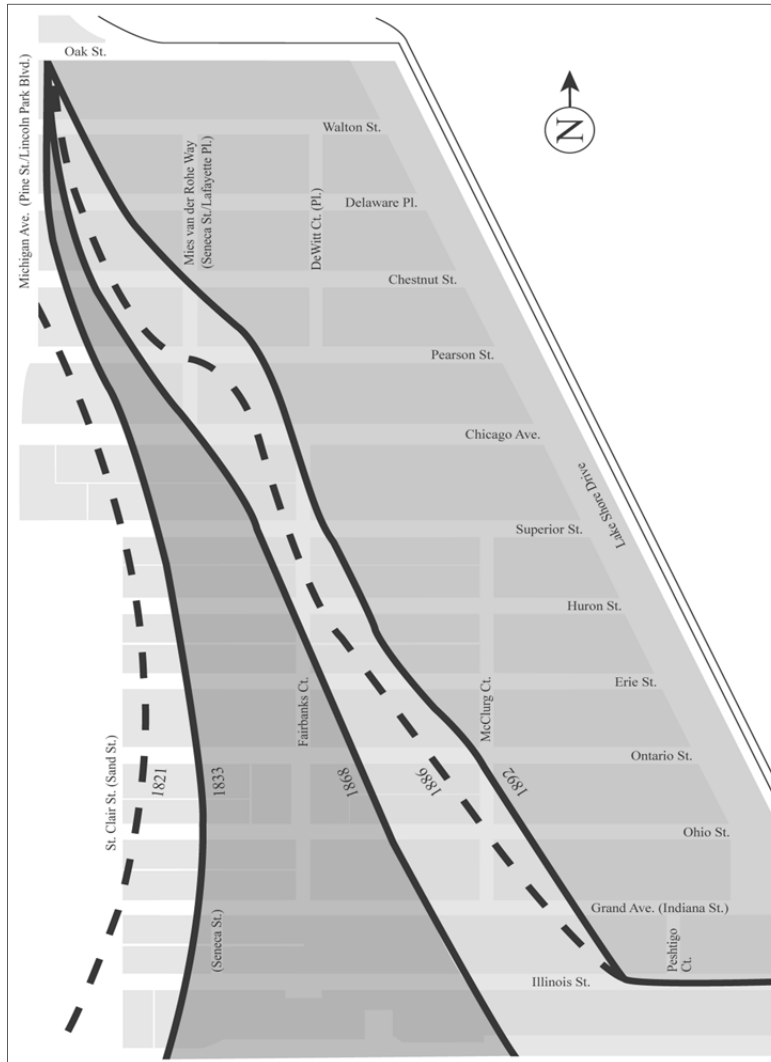 Oak St.
Michigan Ave. (Pine St./Lincoln Park Blvd.)
N
Walton St.
Mies van der Rohe Way
(Seneca St./Lafayette Pl.)
DeWitt Ct. (Pl.)
Delaware Pl.
Chestnut St.
Pearson St.
Chicago Ave.
Lake Shore Drive
Superior St.
Huron St.
Erie St.
Fairbanks Ct.
McClurg Ct.
Ontario St.
St. Clair St. (Sand St.)
1821
1833
1868
1886
1892
Ohio St.
Grand Ave. (Indiana St.)
(Seneca St.)
Peshtigo
Ct.
Illinois St.